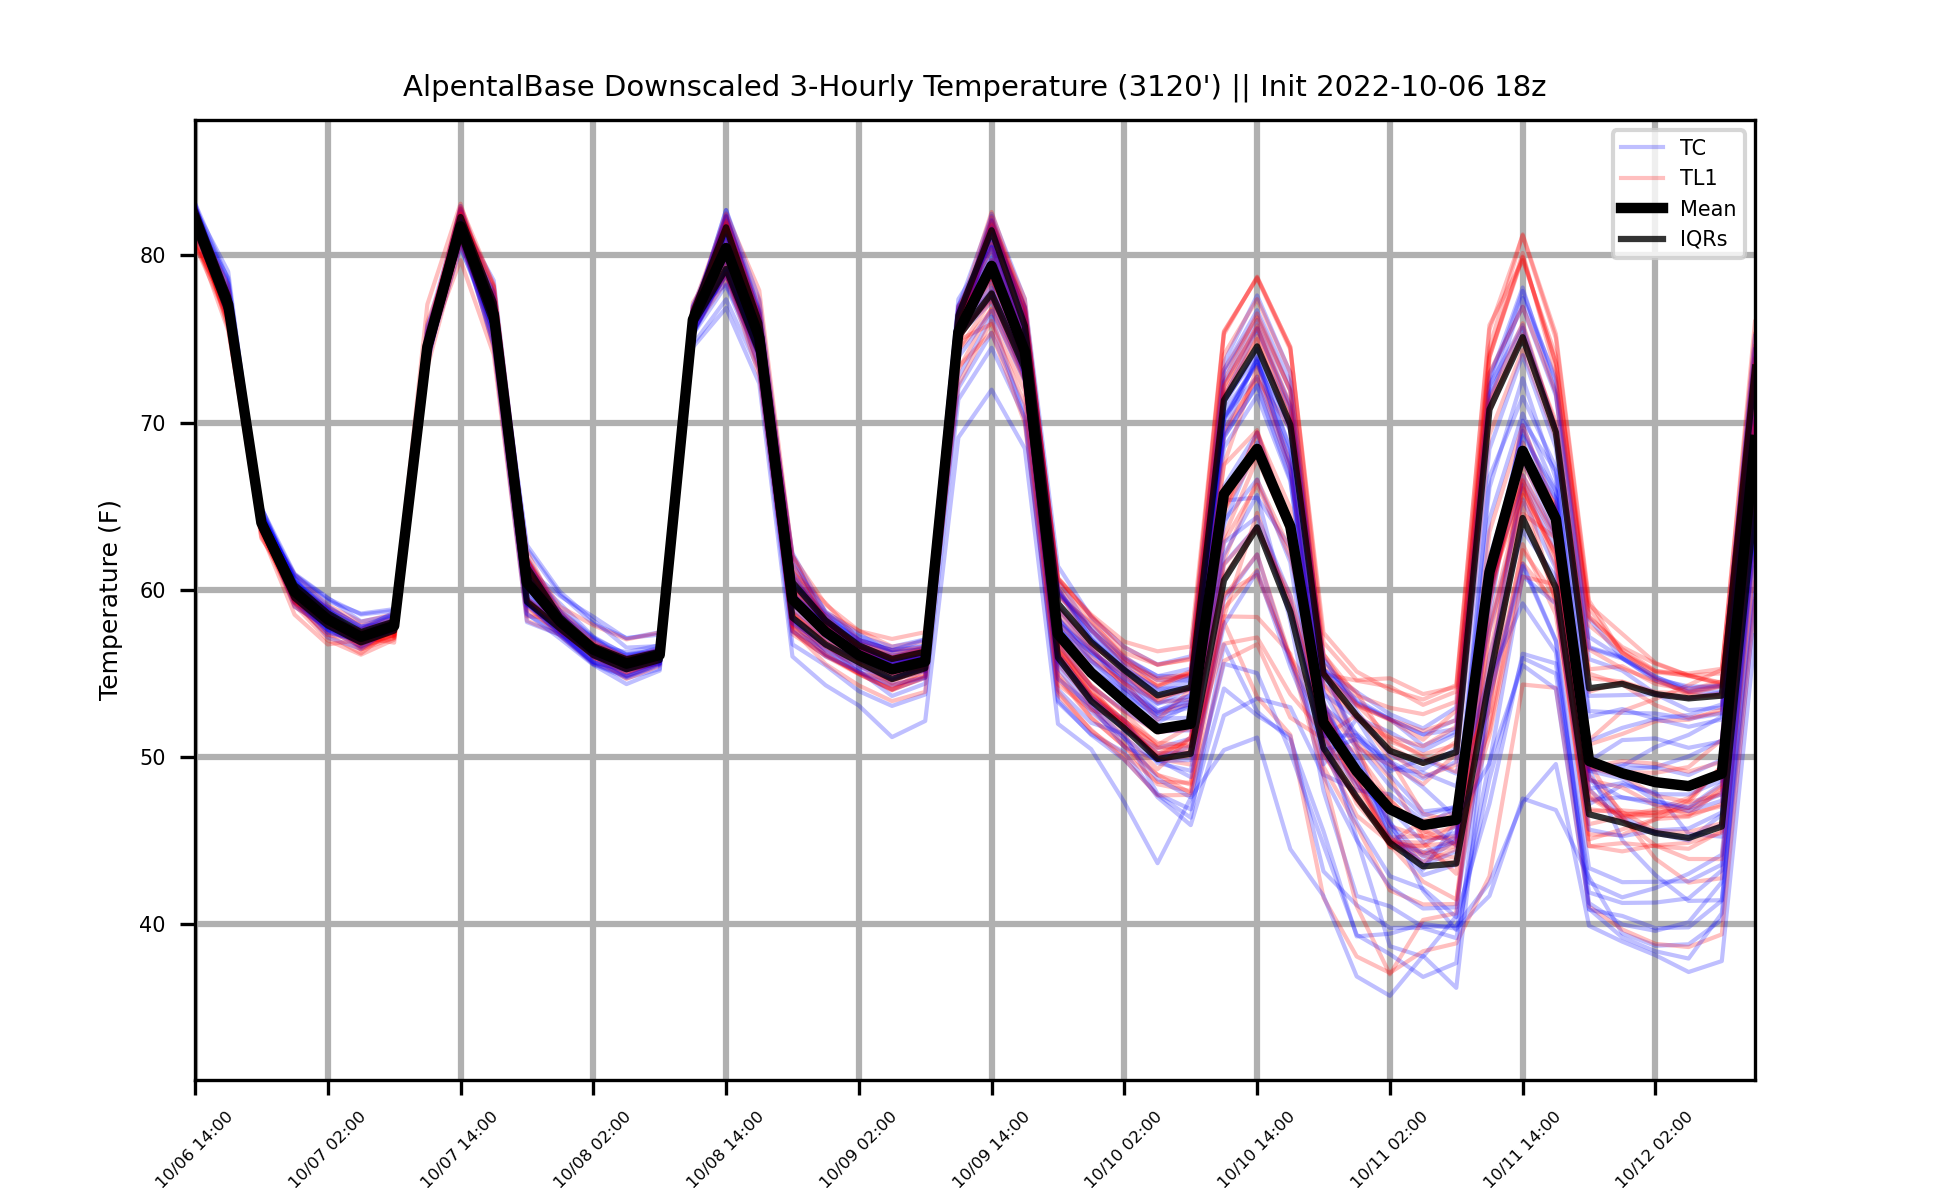 AlpentalBase Downscaled 3-Hourly Temperature (3120') || Init 2022-10-06 18z
TC
TL1
Mean
IQRs
Temperature (F)
80
70
60
50
40
10/06 14:00
10/07 02:00
10/07 14:00
10/08 02:00
10/08 14:00
10/09 02:00
10/09 14:00
10/10 02:00
10/10 14:00
10/11 02:00
10/11 14:00
10/12 02:00